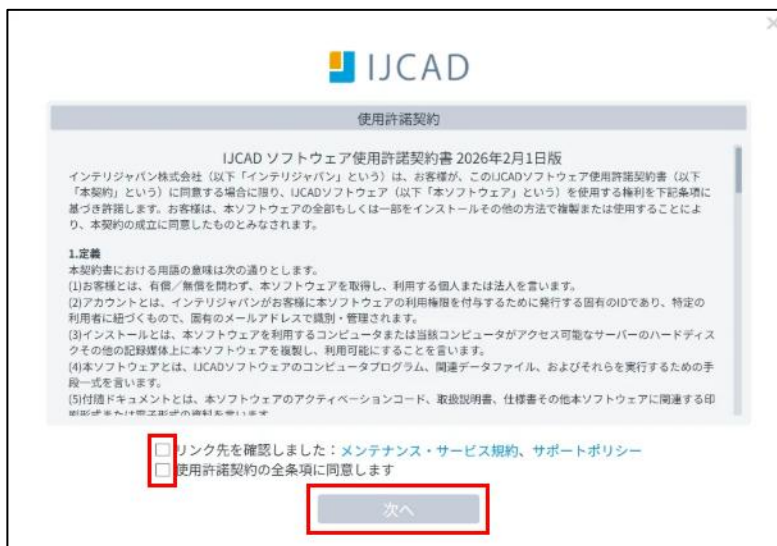 IJCAD
使用許諾契約
IJCAD ソフトウェア使用許諾契約書 2026年2月1日版
インテリジャパン株式会社（以下「インテリジャパン」という）は、お客様が、このIJCADソフトウェア使用許諾契約書（以下
「本契約」という）に同意する場合に限り、IJCADソフトウェア（以下「本ソフトウェア」という）を使用する権利を下記条項に
基づき許諾します。お客様は、本ソフトウェアの全部もしくは一部をインストールその他の方法で複製または使用することによ
り、本契約の成立に同意したものとみなされます。
1.定義
本契約書における用語の意味は次の通りとします。
(1)お客様とは、有償／無償を問わず、本ソフトウェアを取得し、利用する個人または法人を言います。
(2)アカウントとは、インテリジャパンがお客様に本ソフトウェアの利用権限を付与するために発行する固有のIDであり、特定の
利用者に紐づくもので、固有のメールアドレスで識別・管理されます。
(3)インストールとは、本ソフトウェアを利用するコンピュータまたは当該コンピュータがアクセス可能なサーバーのハードディス
クその他の記録媒体上に本ソフトウェアを複製し、利用可能にすることを言います。
(4)本ソフトウェアとは、IJCADソフトウェアのコンピュータプログラム、関連データファイル、およびそれらを実行するための手
段一式を言います。
(5)付随ドキュメントとは、本ソフトウェアのアクティベーションコード、取扱説明書、仕様書その他本ソフトウェアに関連する印
刷形式または電子形式の資料を言います
リンク先を確認しました：メンテナンス・サービス規約、サポートポリシー
使用許諾契約の全条項に同意します
次へ